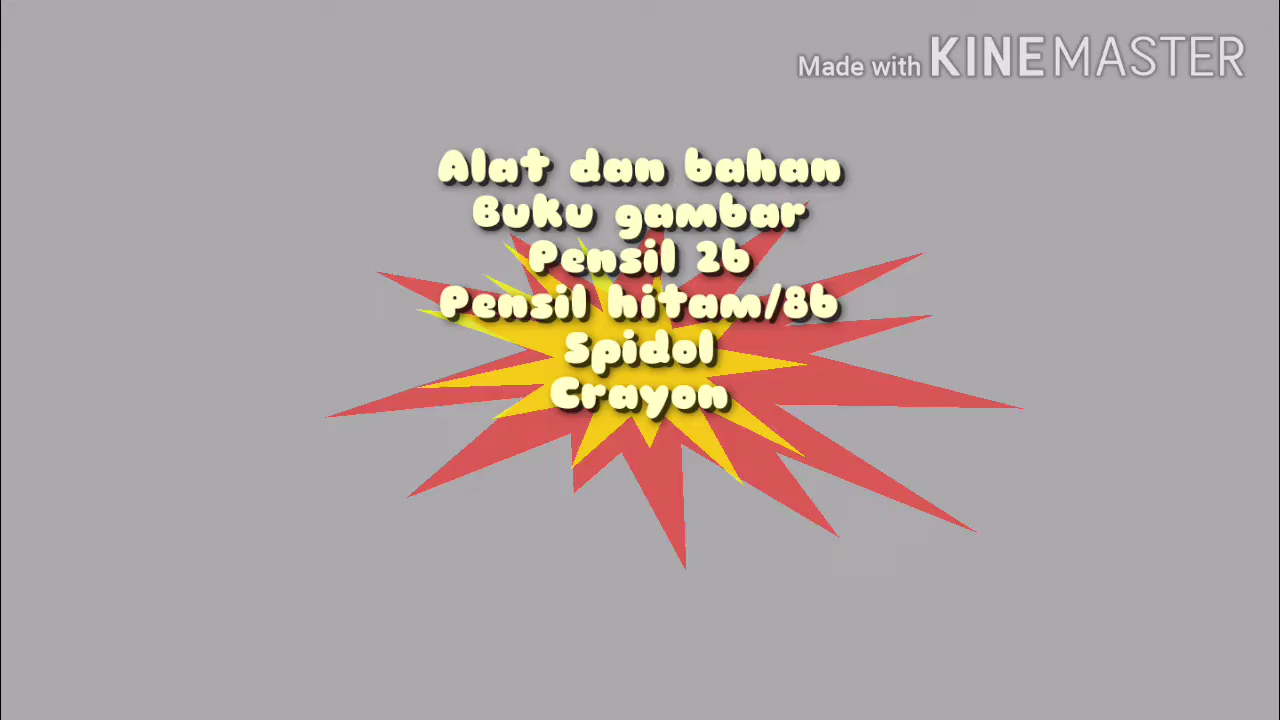 Made with KINEMASTER
Alat dan bahan
Buku gambar
Pensil 2b
Pensil hitam/8b
Spidol
Crayon